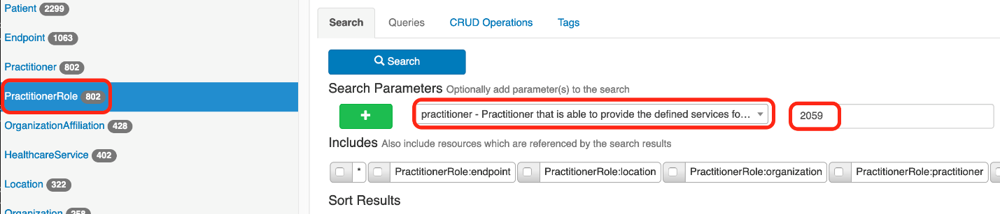 Patient 2299
Endpoint 1063
Practitioner 802
PractitionerRole 802
OrganizationAffiliation 428
HealthcareService 402
Location 322
Organization 258
Search Queries CRUD Operations Tags
Search
Search Parameters Optionally add parameter(s) to the search
+ practitioner - Practitioner that is able to provide the defined services fo... 2059
Includes Also include resources which are referenced by the search results
* PractitionerRole:endpoint PractitionerRole:location PractitionerRole:organization PractitionerRole:practitioner
Sort Results